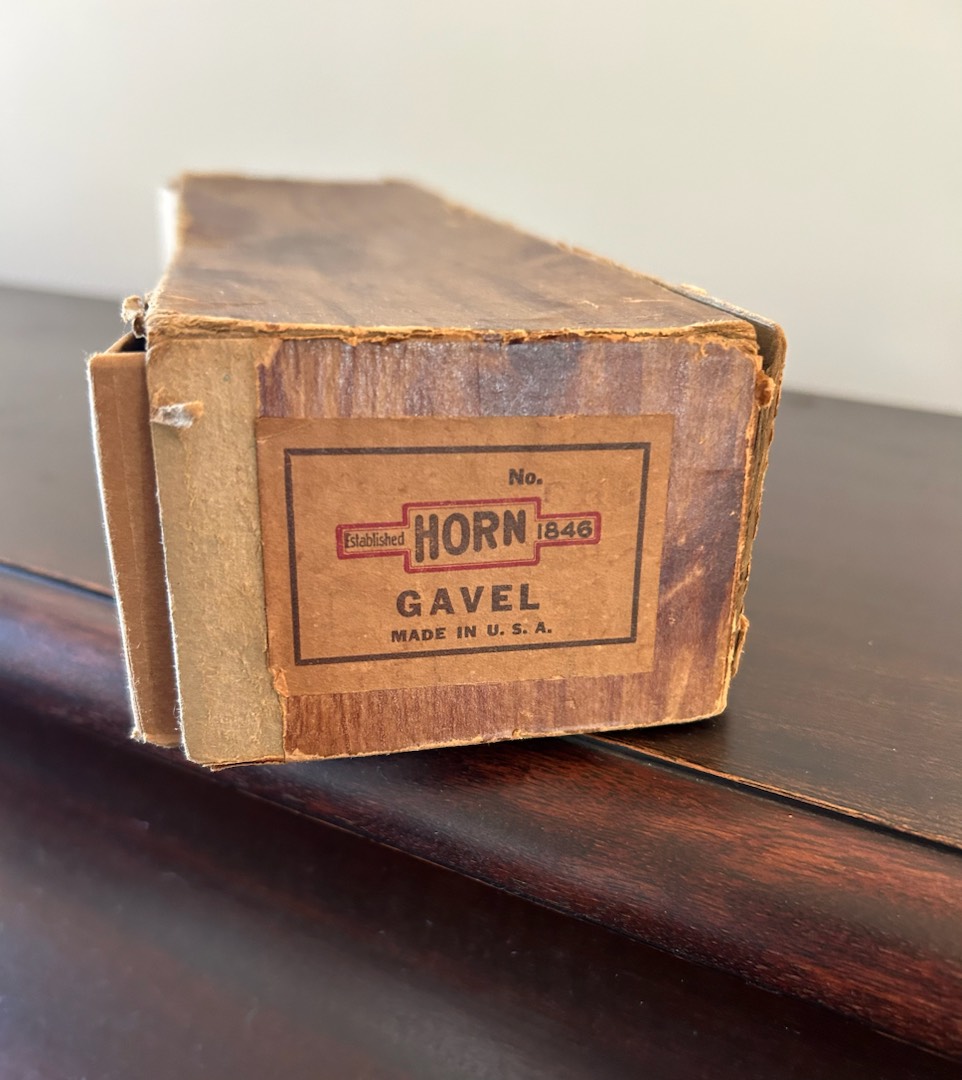 No.
Established HORN 1846
GAVEL
MADE IN U. S. A.